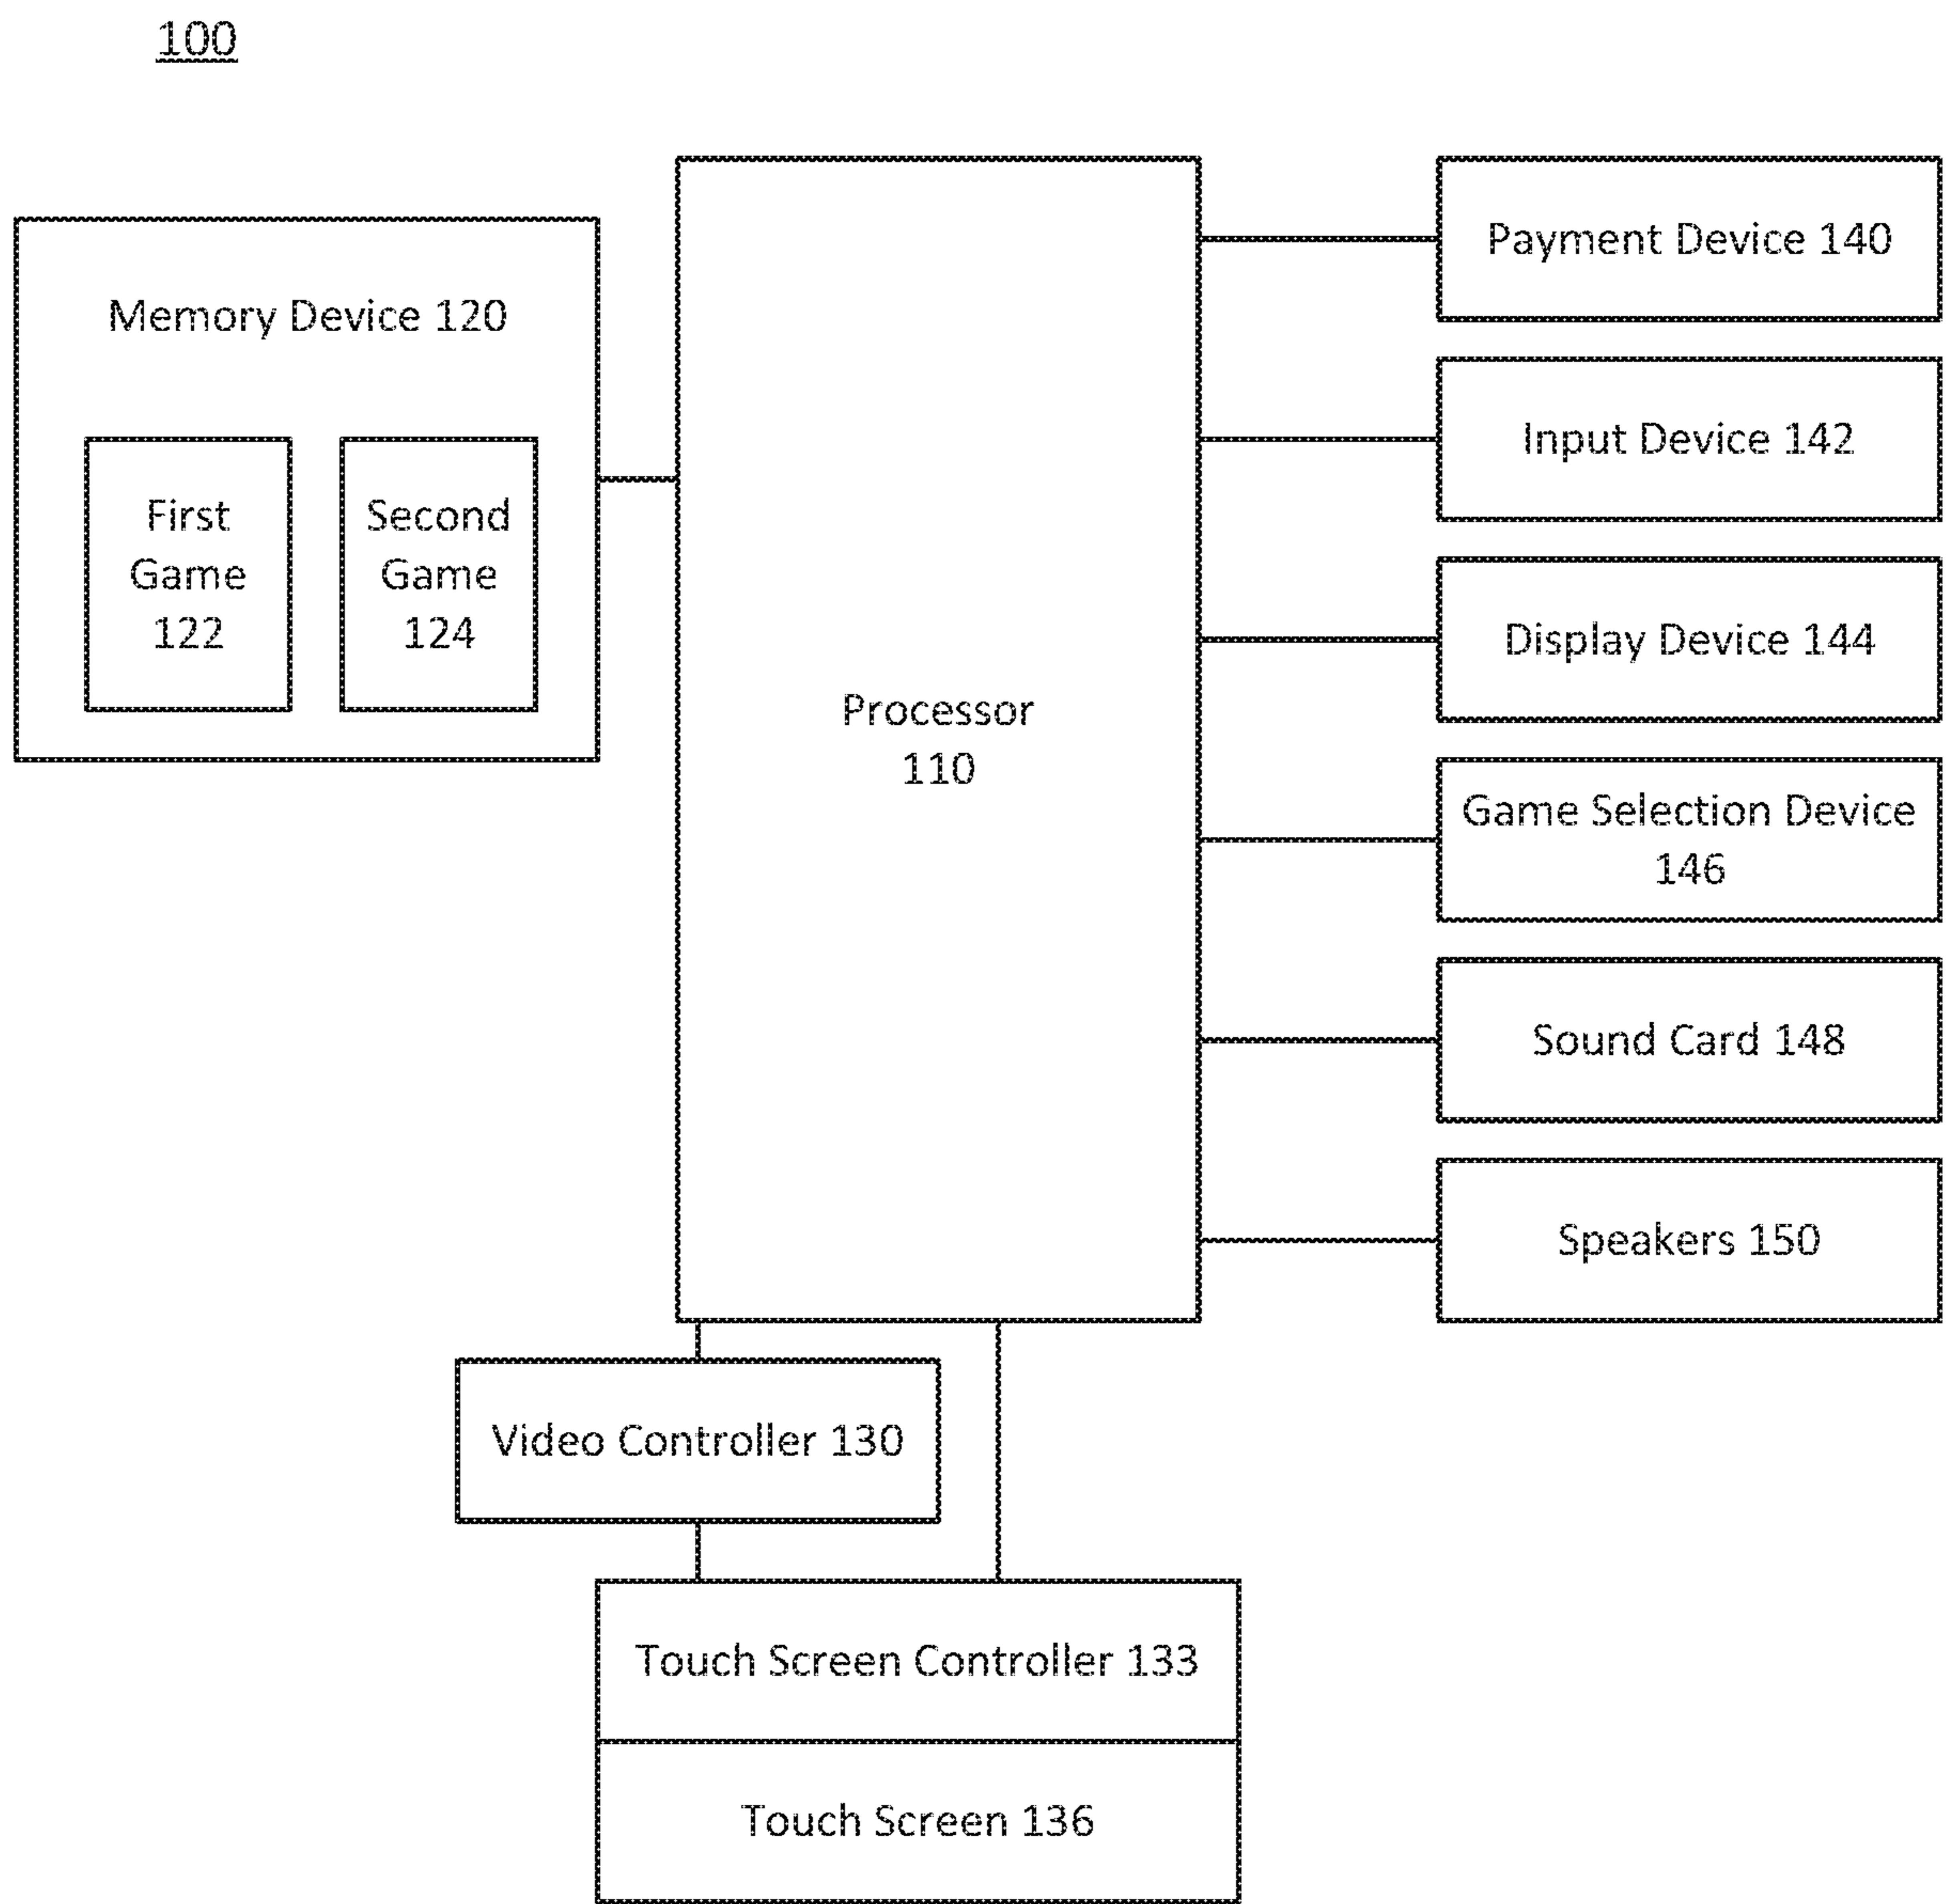 100
Memory Device 120
First
Game
122
Second
Game
124
Processor
110
Payment Device 140
Input Device 142
Display Device 144
Game Selection Device
146
Sound Card 148
Speakers 150
Video Controller 130
Touch Screen Controller 133
Touch Screen 136